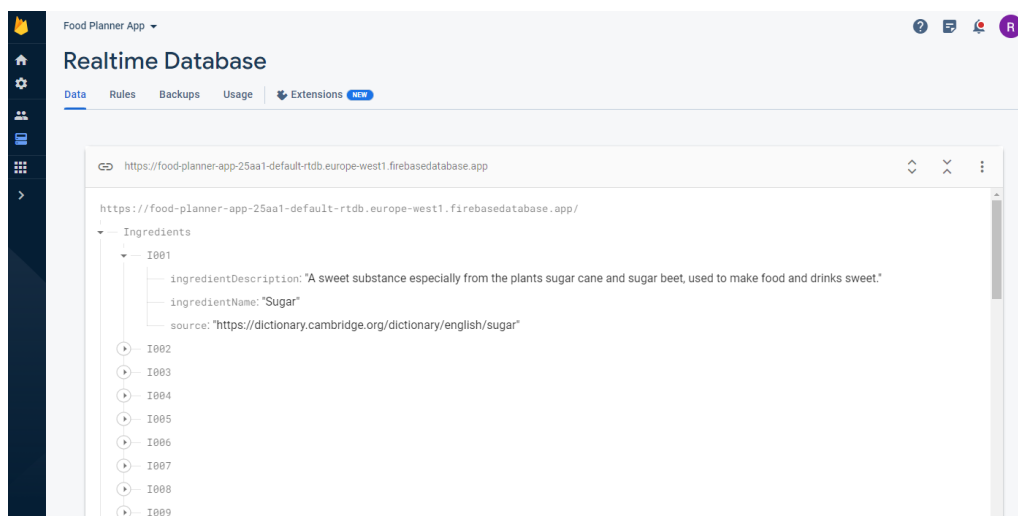 Food Planner App
R
Realtime Database
Data Rules Backups Usage Extensions NEW
https://food-planner-app-25aa1-default-rtdb.europe-west1.firebasedatabase.app
https://food-planner-app-25aa1-default-rtdb.europe-west1.firebasedatabase.app/
Ingredients
I001
ingredientDescription: "A sweet substance especially from the plants sugar cane and sugar beet, used to make food and drinks sweet."
ingredientName: "Sugar"
source: "https://dictionary.cambridge.org/dictionary/english/sugar"
I002
I003
I004
I005
I006
I007
I008
I009